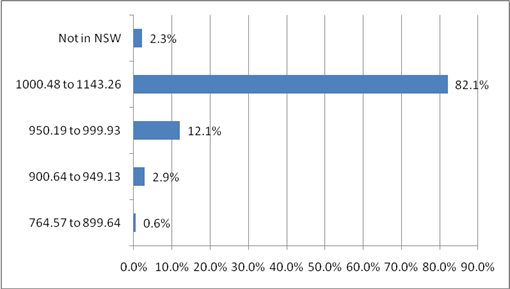 Not in NSW 2.3%
1000.48 to 1143.26 82.1%
950.19 to 999.93 12.1%
900.64 to 949.13 2.9%
764.57 to 899.64 0.6%
0.0% 10.0% 20.0% 30.0% 40.0% 50.0% 60.0% 70.0% 80.0% 90.0%